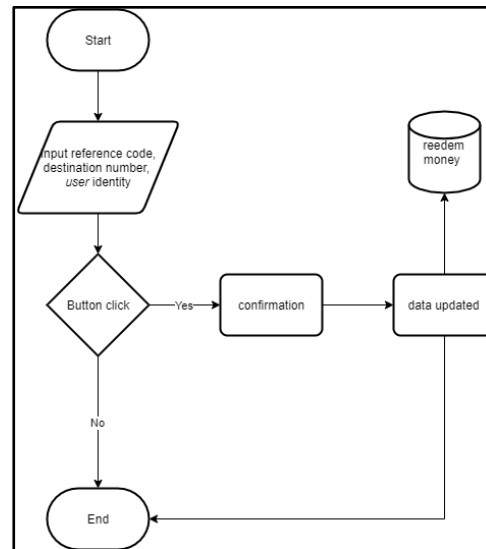 Start
Input reference code,
destination number,
user identity
reedem
money
Button click
Yes
confirmation
data updated
No
End